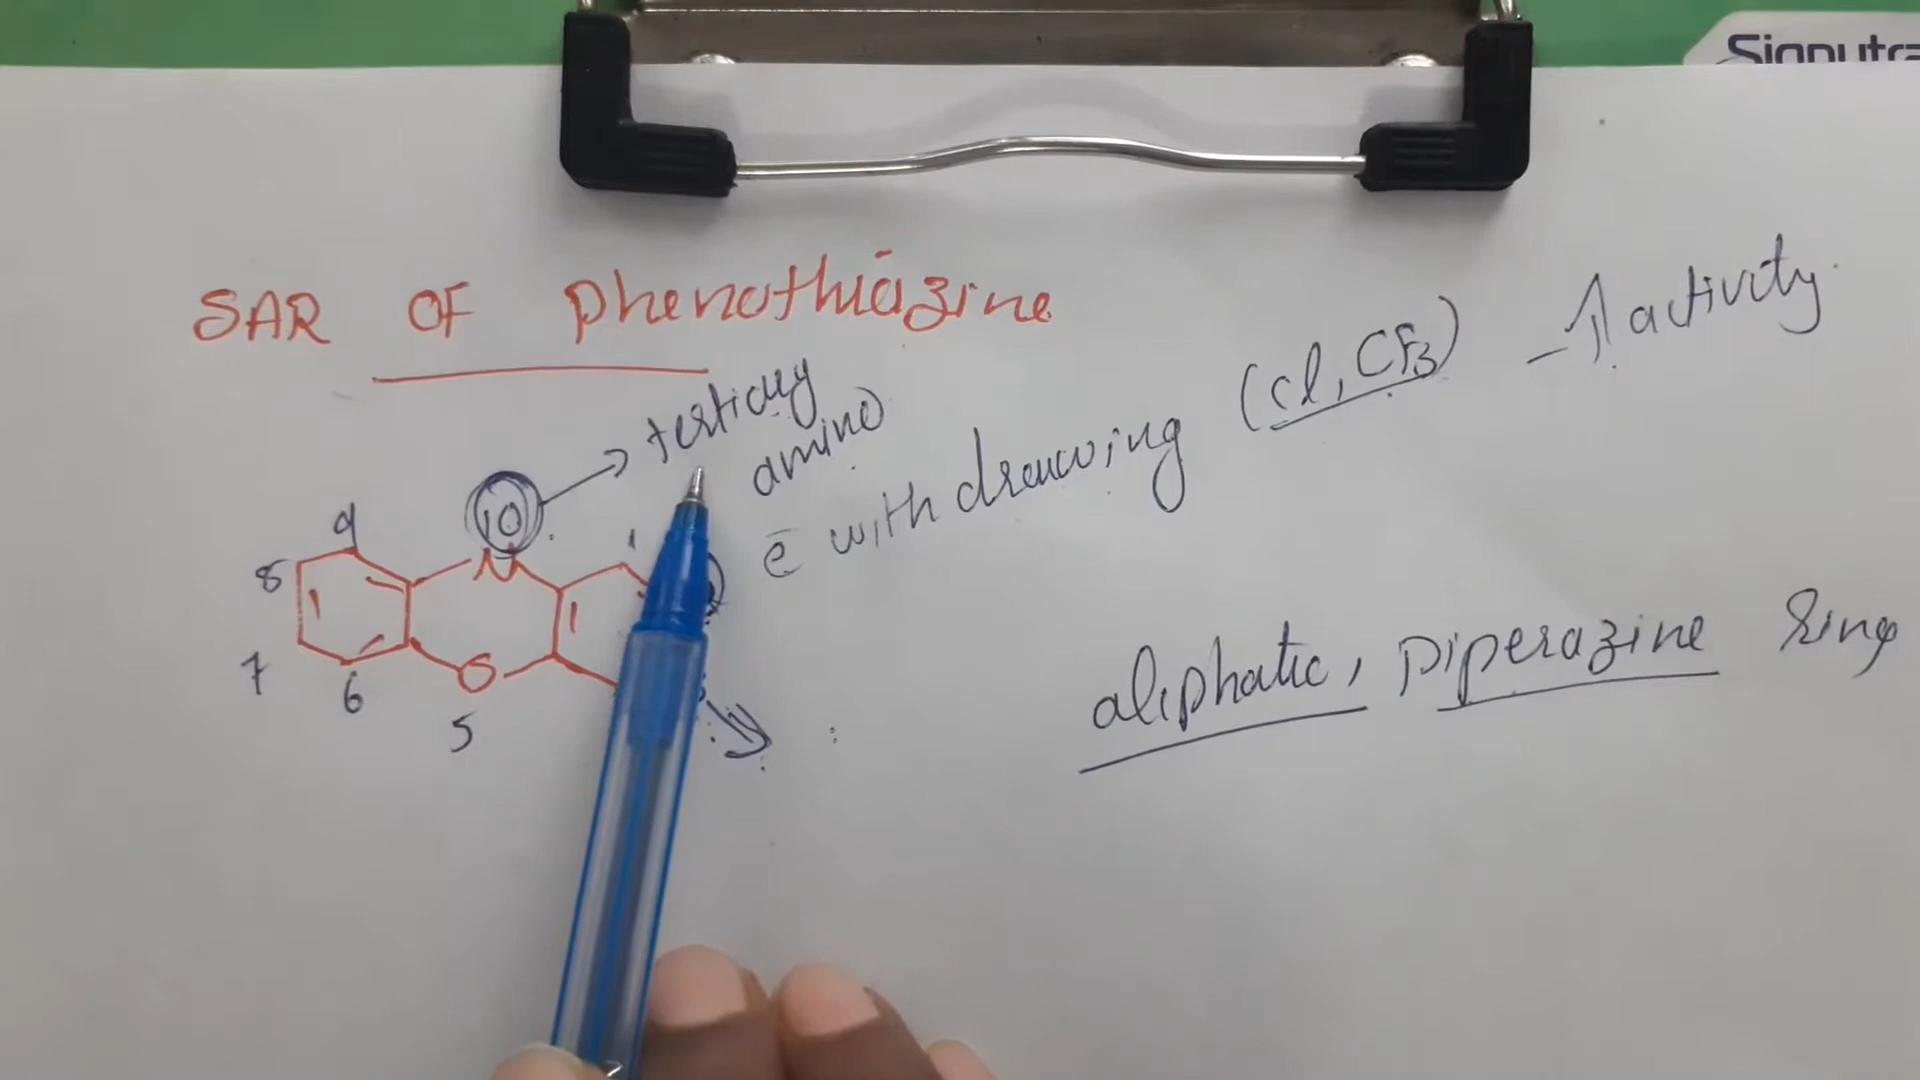 SAR OF phenothiazine
(Cl, CF3) - ↑ activity
→ tertiary
amino
e with drawing
10
9
8
N
1
7
6
O
5
aliphatic, piperazine ring